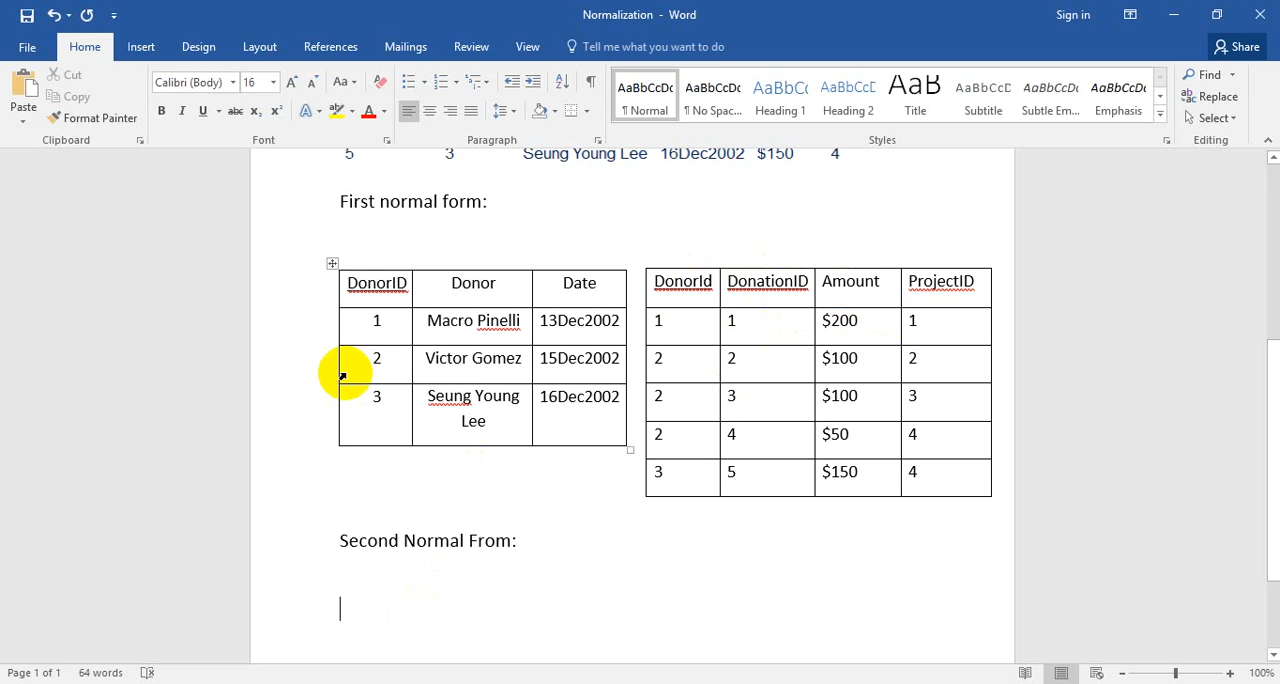 Normalization - Word
Sign in
File Home Insert Design Layout References Mailings Review View Tell me what you want to do Share
Paste
Cut
Copy
Format Painter
Clipboard
Calibri (Body) 16
Aa
B I U abc x₂ x² A ab A
Font
Paragraph
AaBbCcDc AaBbCcDc AaBbCc AaBbCcD AaB AaBbCcD AaBbCcDc AaBbCcDc
¶ Normal ¶ No Spac... Heading 1 Heading 2 Title Subtitle Subtle Em... Emphasis
Styles
Find
Replace
Select
Editing
5 3 Seung Young Lee 16Dec2002 $150 4
First normal form:
DonorID Donor Date
1 Macro Pinelli 13Dec2002
2 Victor Gomez 15Dec2002
3 Seung Young 16Dec2002
Lee
DonorId DonationID Amount ProjectID
1 1 $200 1
2 2 $100 2
2 3 $100 3
2 4 $50 4
3 5 $150 4
Second Normal From:
Page 1 of 1 64 words
100%